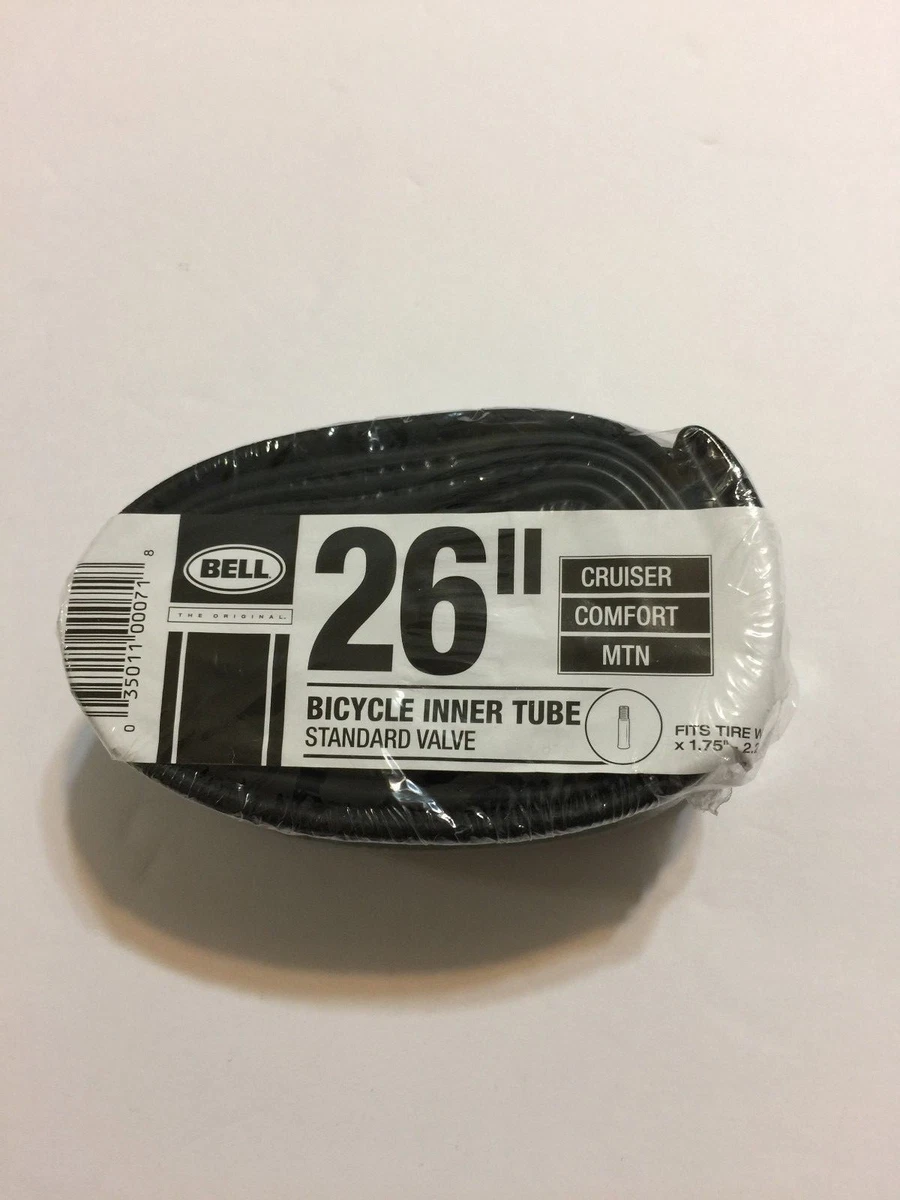 BELL
THE ORIGINAL.
26"
CRUISER
COMFORT
MTN
BICYCLE INNER TUBE
STANDARD VALVE
FITS TIRE
x 1.75" -
0 35011 00071 8